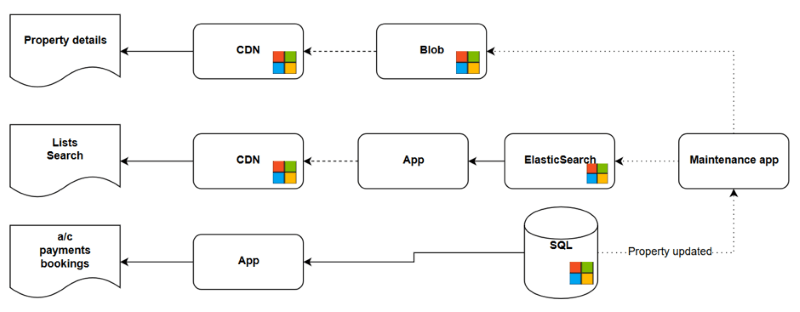 Property details
CDN
Blob
Lists
Search
CDN
App
ElasticSearch
Maintenance app
a/c
payments
bookings
App
SQL
Property updated